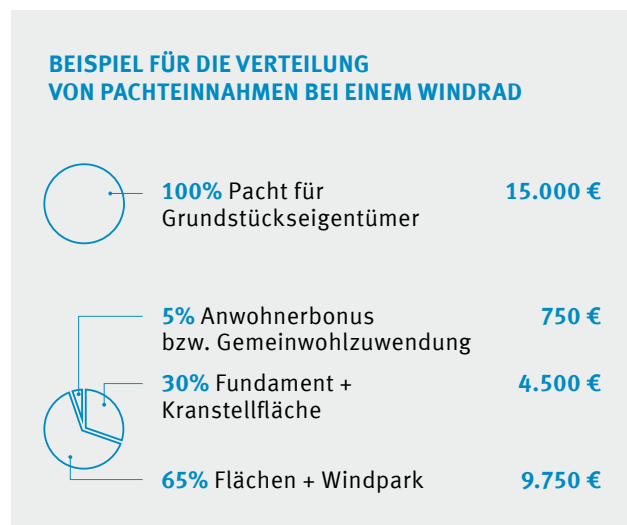 BEISPIEL FÜR DIE VERTEILUNG
VON PACHTEINNAHMEN BEI EINEM WINDRAD
100% Pacht für 15.000 €
Grundstückseigentümer
5% Anwohnerbonus 750 €
bzw. Gemeinwohlzuwendung
30% Fundament + 4.500 €
Kranstellfläche
65% Flächen + Windpark 9.750 €